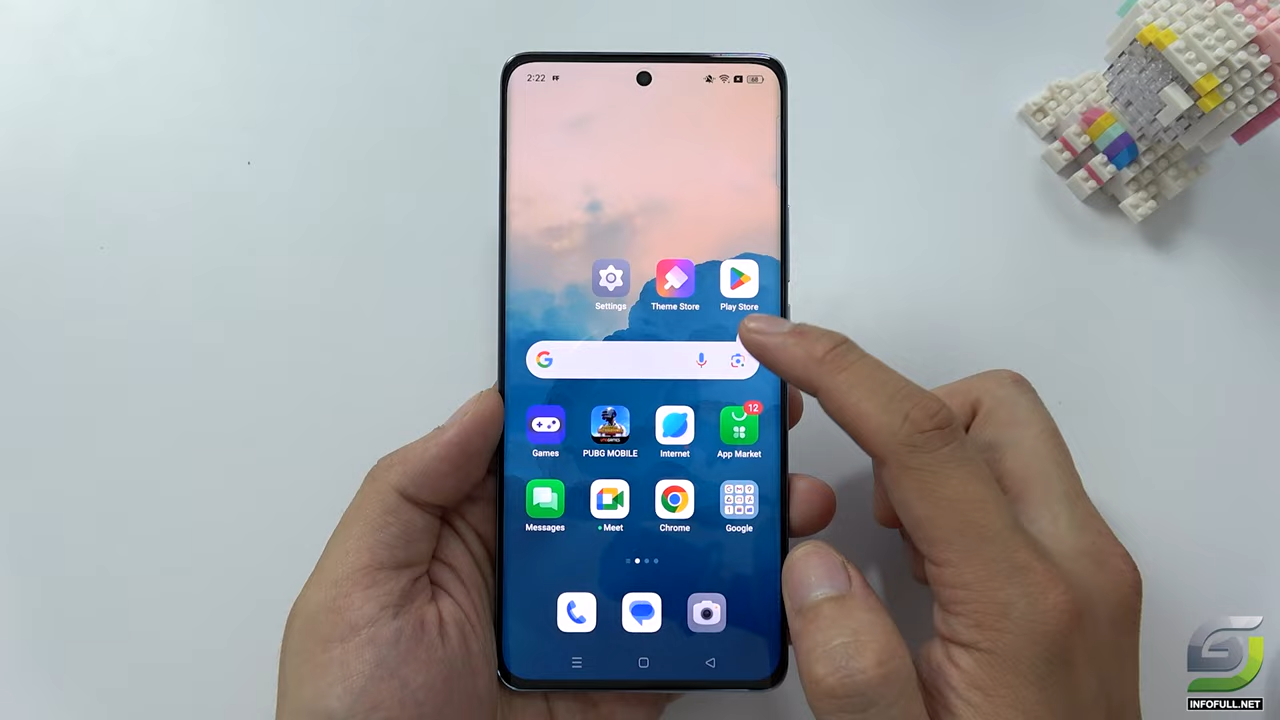 2:22
68
Settings
Theme Store
Play Store
G
12
Games
PUBG MOBILE
Internet
App Market
Messages
Meet
Chrome
Google
INFOFULL.NET